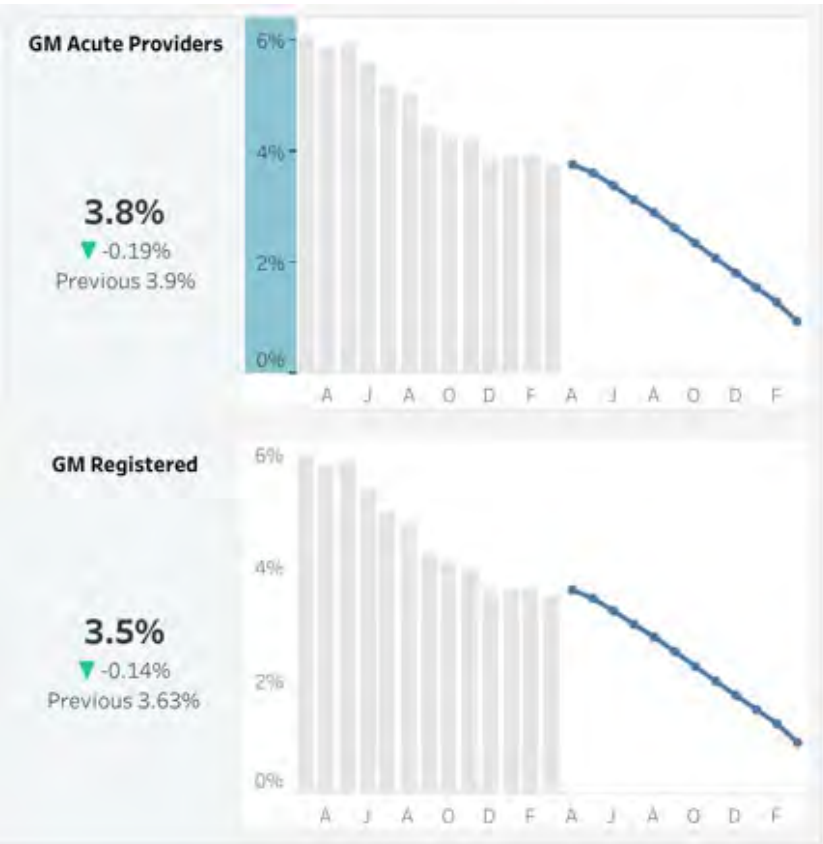 GM Acute Providers
6%
4%
3.8%
▼ -0.19%
Previous 3.9%
2%
0%
A J A O D F A J A O D F
GM Registered
6%
4%
3.5%
▼ -0.14%
Previous 3.63%
2%
0%
A J A O D F A J A O D F